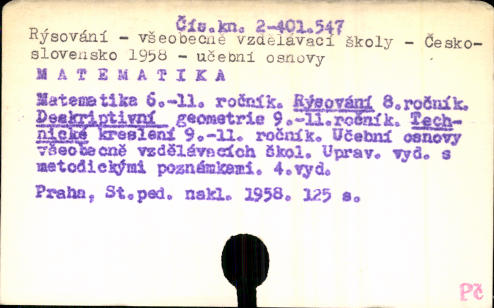 Čís.kn. 2-401.547
Rýsování - všeobecně vzdělávací školy - Česko-
slovensko 1958 - učební osnovy
M A T E M A T I K A
Matematika 6.-11. ročník. Rýsování 8.ročník.
Deskriptivní geometrie 9.-11.ročník. Tech-
nické kreslení 9.-11. ročník. Učební osnovy
všeobecně vzdělávacích škol. Uprav. vyd. s
metodickými poznámkami. 4.vyd.
Praha, St.ped. nakl. 1958. 125 s.
Pč